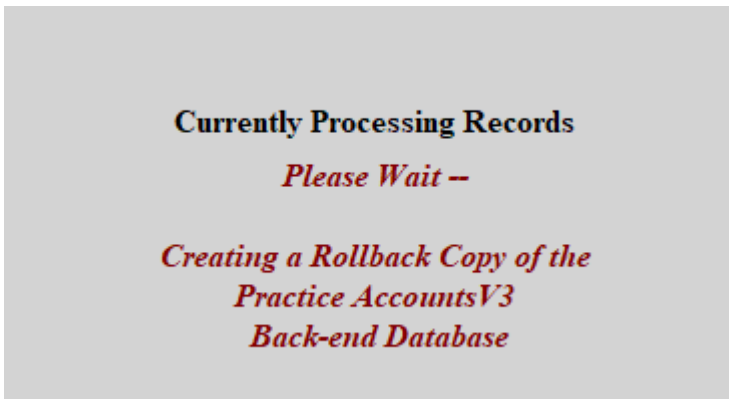 Currently Processing Records
Please Wait --
Creating a Rollback Copy of the
Practice AccountsV3
Back-end Database